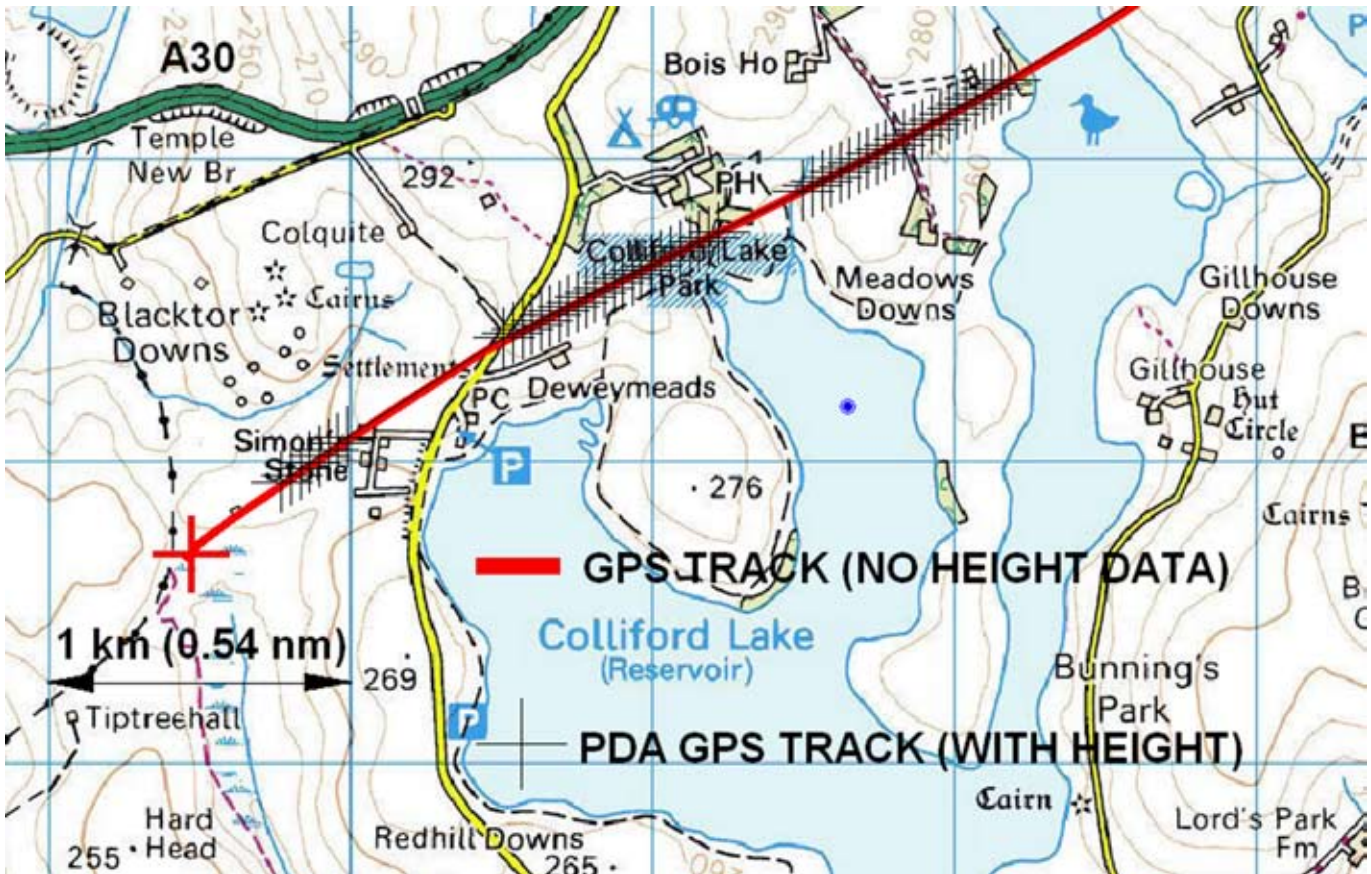 A30
250
270
290
280
Bois Ho
P
Temple
New Br
292
PH
Colquite
Colliford Lake
Park
Meadows
Downs
Gillhouse
Downs
Cairns
Blacktor
Downs
Settlement
Deweymeads
Gillhouse
Hut
Circle
PC
Simon's
Stone
P
276
260
Cairns
GPS TRACK (NO HEIGHT DATA)
Colliford Lake
(Reservoir)
1 km (0.54 nm)
269
Bunning's
Park
Tiptreehall
P
PDA GPS TRACK (WITH HEIGHT)
Cairn
Hard
Head
255
Redhill Downs
265
260
Lord's Park
Fm